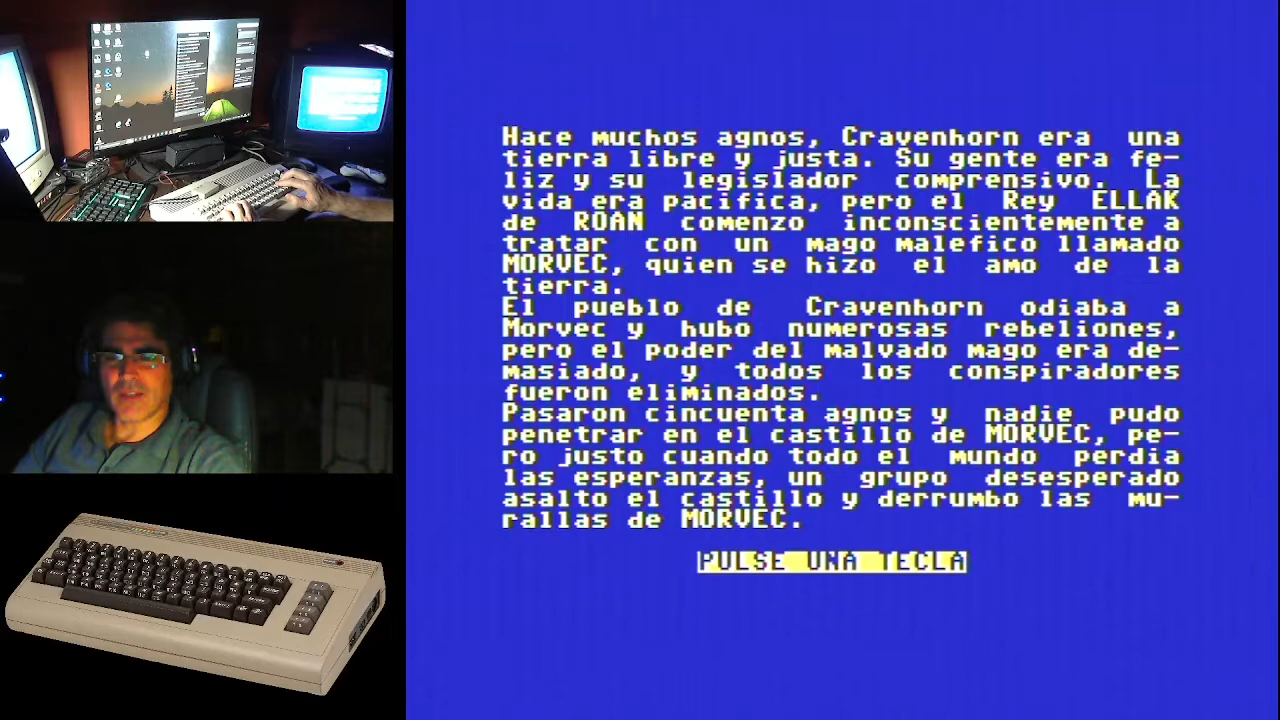 Hace muchos agnos, Cravenhorn era una
tierra libre y justa. Su gente era fe-
liz y su legislador comprensivo. La
vida era pacifica, pero el Rey ELLAK
de ROAN comenzo inconscientemente a
tratar con un mago malefico llamado
MORVEC, quien se hizo el amo de la
tierra.
El pueblo de Cravenhorn odiaba a
Morvec y hubo numerosas rebeliones,
pero el poder del malvado mago era de-
masiado, y todos los conspiradores
fueron eliminados.
Pasaron cincuenta agnos y nadie pudo
penetrar en el castillo de MORVEC, pe-
ro justo cuando todo el mundo perdia
las esperanzas, un grupo desesperado
asalto el castillo y derrumbo las mu-
rallas de MORVEC.
PULSE UNA TECLA